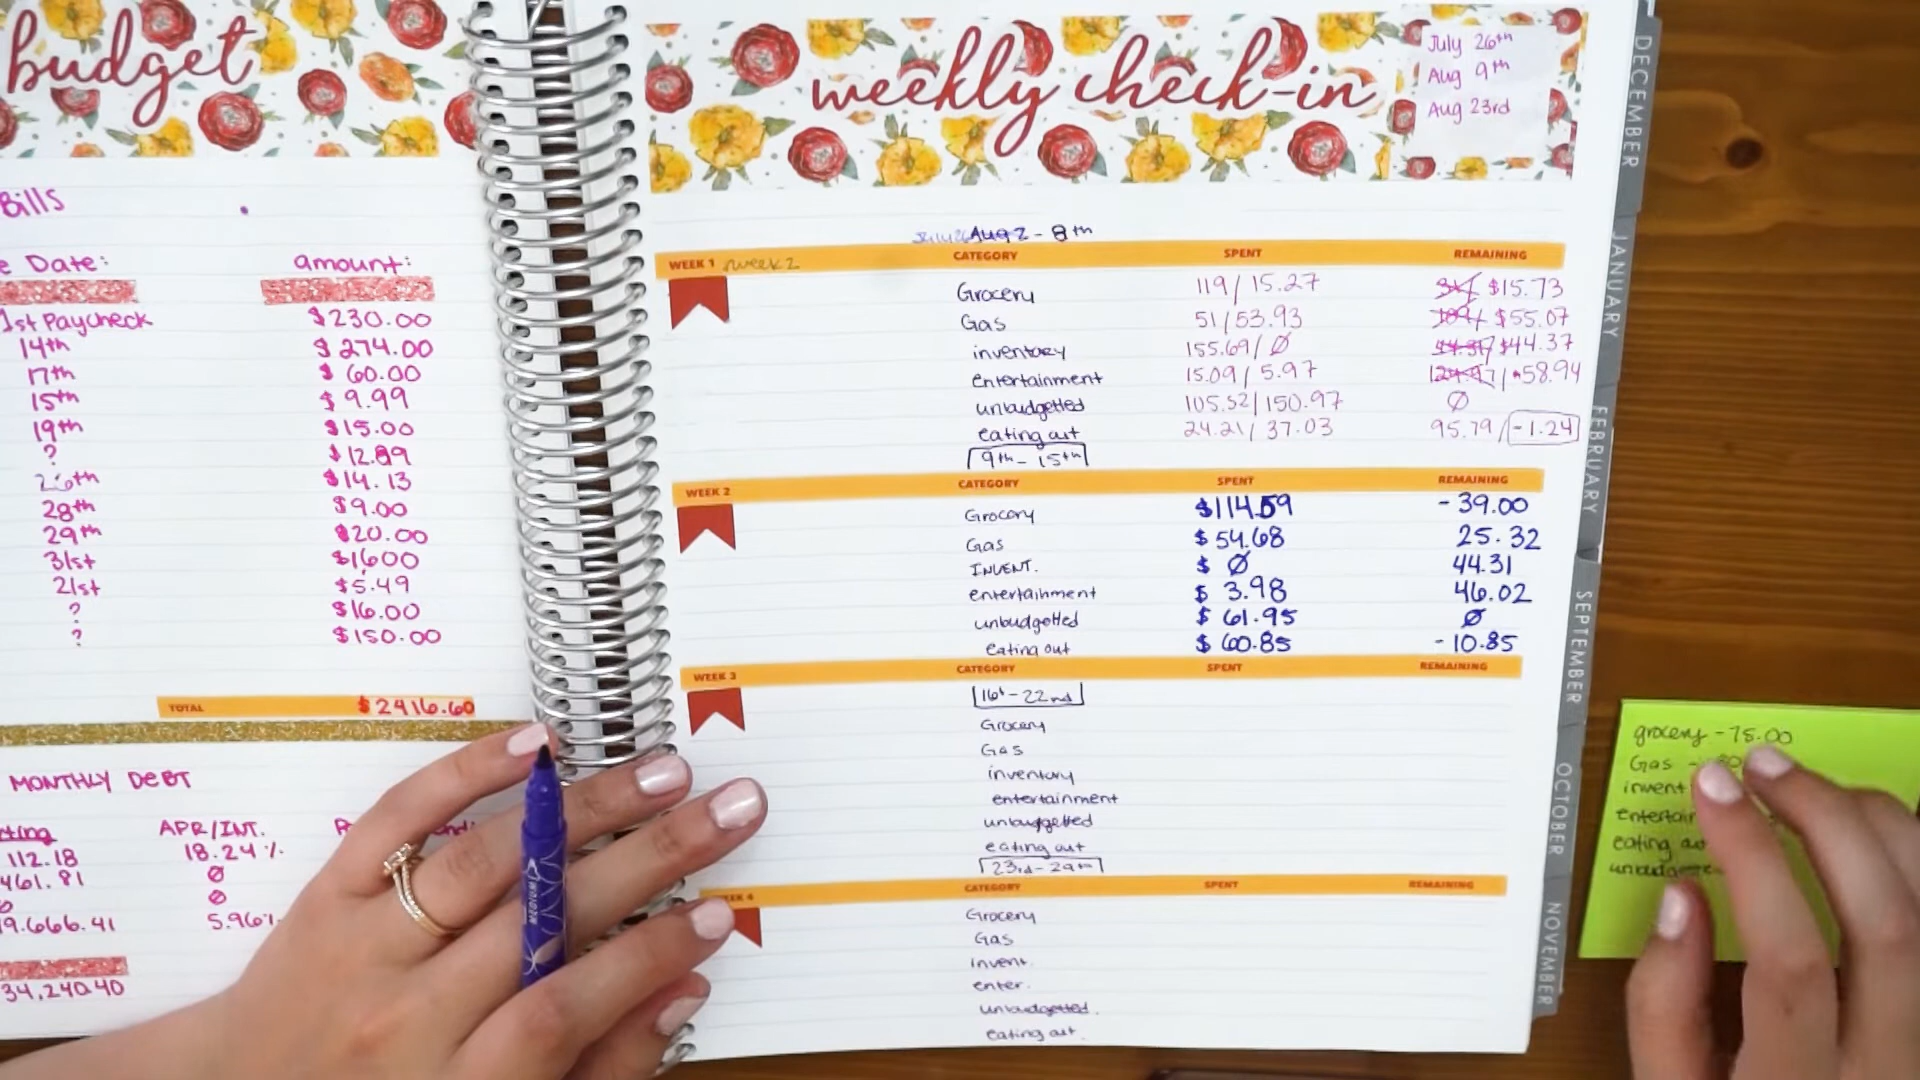 budget
Bills
e Date: amount:
1st Paycheck $230.00
14th $274.00
17th $60.00
15th $9.99
19th $15.00
? $12.89
26th $14.13
28th $9.00
29th $20.00
31st $1600
21st $5.49
? $16.00
? $150.00
TOTAL $2416.60
MONTHLY DEBT
APR/INT.
112.18 18.24%
461.81 Ø
Ø
9.666.41 5.96%
34,240.40
weekly check-in
July 26th
Aug 9th
Aug 23rd
Aug 2 - 8th
WEEK 1 week 2 CATEGORY SPENT REMAINING
Grocery 119/15.27 $15.73
Gas 51/53.93 $55.07
inventory 155.69/Ø $44.37
entertainment 15.09/5.97 58.94
unbudgetted 105.52/150.97 Ø
eating out 24.21/37.03 95.79/-1.24
9th-15th
WEEK 2 CATEGORY SPENT REMAINING
Grocery $114.59 -39.00
Gas $54.68 25.32
INVENT. $Ø 44.31
entertainment $3.98 46.02
unbudgetted $61.95 Ø
eating out $60.85 -10.85
WEEK 3 CATEGORY SPENT REMAINING
16th-22nd
Grocery
Gas
inventory
entertainment
unbudgetted
eating out
23rd-29th
CATEGORY SPENT REMAINING
Grocery
Gas
invent.
enter.
unbudgetted.
eating out.
grocery -75.00
Gas -
invent
eating out
DECEMBER
JANUARY
FEBRUARY
SEPTEMBER
OCTOBER
NOVEMBER